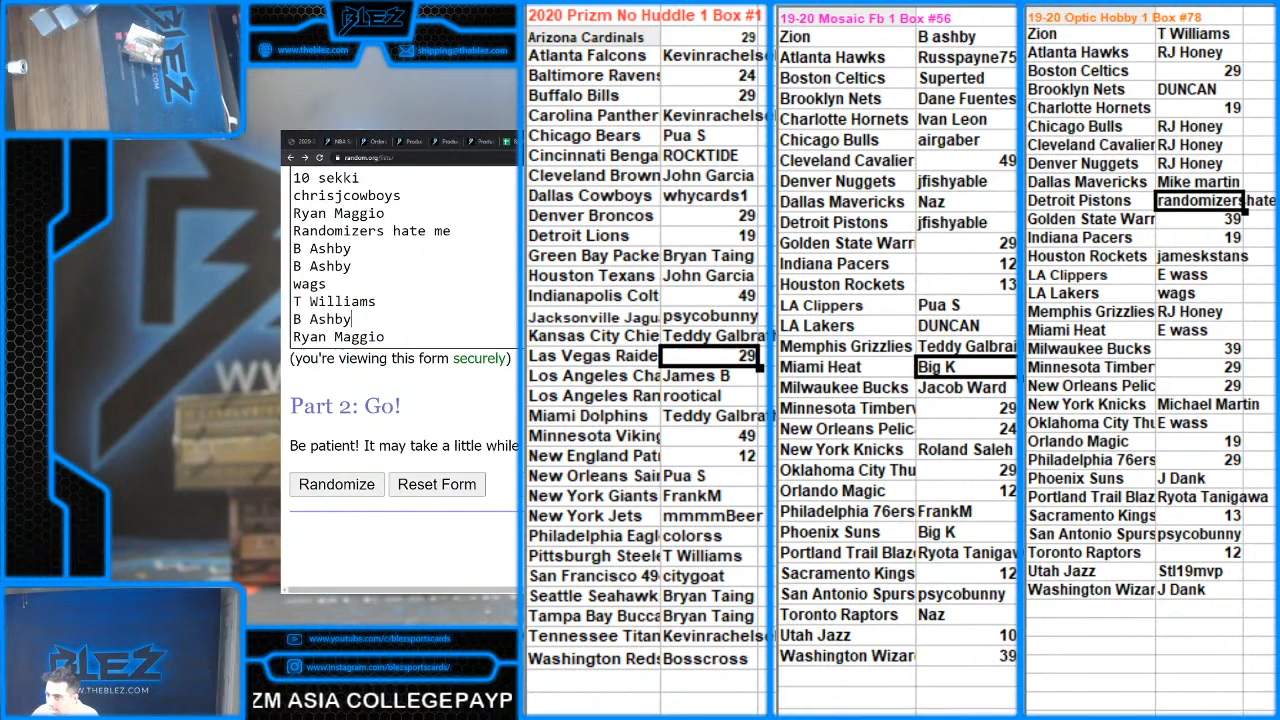 BLEZ
www.theblez.com
shipping@theblez.com
BLEZ
random.org/lists/
10 sekki
chrisjcowboys
Ryan Maggio
Randomizers hate me
B Ashby
B Ashby
wags
T Williams
B Ashby
Ryan Maggio
(you're viewing this form securely)
Part 2: Go!
Be patient! It may take a little while
Randomize
Reset Form
BLEZ
WWW.THEBLEZ.COM
www.youtube.com/c/blezsportscards
www.instagram.com/blezsportscards/
ZM ASIA COLLEGE PAYP
2020 Prizm No Huddle 1 Box #1
Arizona Cardinals 29
Atlanta Falcons Kevinrachelse
Baltimore Ravens 24
Buffalo Bills 29
Carolina Panther Kevinrachelse
Chicago Bears Pua S
Cincinnati Benga ROCKTIDE
Cleveland Brown John Garcia
Dallas Cowboys whycards1
Denver Broncos 29
Detroit Lions 19
Green Bay Packe Bryan Taing
Houston Texans John Garcia
Indianapolis Colt 49
Jacksonville Jagu psycobunny
Kansas City Chie Teddy Galbrath
Las Vegas Raide 29
Los Angeles Cha James B
Los Angeles Ran rootical
Miami Dolphins Teddy Galbrath
Minnesota Viking 49
New England Pat 12
New Orleans Sai Pua S
New York Giants FrankM
New York Jets mmmmBeer
Philadelphia Eagl colorss
Pittsburgh Steele T Williams
San Francisco 49 citygoat
Seattle Seahawk Bryan Taing
Tampa Bay Bucca Bryan Taing
Tennessee Titan Kevinrachelse
Washington Reds Bosscross
19-20 Mosaic Fb 1 Box #56
Zion B ashby
Atlanta Hawks Russpayne75
Boston Celtics Superted
Brooklyn Nets Dane Fuentes
Charlotte Hornets Ivan Leon
Chicago Bulls airgaber
Cleveland Cavalier 49
Denver Nuggets jfishyable
Dallas Mavericks Naz
Detroit Pistons jfishyable
Golden State Warri 29
Indiana Pacers 12
Houston Rockets 13
LA Clippers Pua S
LA Lakers DUNCAN
Memphis Grizzlies Teddy Galbrai
Miami Heat Big K
Milwaukee Bucks Jacob Ward
Minnesota Timberv 29
New Orleans Pelic 24
New York Knicks Roland Saleh
Oklahoma City Thu 29
Orlando Magic 12
Philadelphia 76ers FrankM
Phoenix Suns Big K
Portland Trail Blaze Ryota Tanigaw
Sacramento Kings 12
San Antonio Spurs psycobunny
Toronto Raptors Naz
Utah Jazz 10
Washington Wizar 39
19-20 Optic Hobby 1 Box #78
Zion T Williams
Atlanta Hawks RJ Honey
Boston Celtics 29
Brooklyn Nets DUNCAN
Charlotte Hornets 19
Chicago Bulls RJ Honey
Cleveland Cavalier RJ Honey
Denver Nuggets RJ Honey
Dallas Mavericks Mike martin
Detroit Pistons randomizers hate
Golden State Warr 39
Indiana Pacers 19
Houston Rockets jameskstans
LA Clippers E wass
LA Lakers wags
Memphis Grizzlies RJ Honey
Miami Heat E wass
Milwaukee Bucks 39
Minnesota Timber 29
New Orleans Pelic 29
New York Knicks Michael Martin
Oklahoma City Thu E wass
Orlando Magic 19
Philadelphia 76ers 29
Phoenix Suns J Dank
Portland Trail Blaz Ryota Tanigawa
Sacramento Kings 13
San Antonio Spurs psycobunny
Toronto Raptors 12
Utah Jazz Stl19mvp
Washington Wizar J Dank